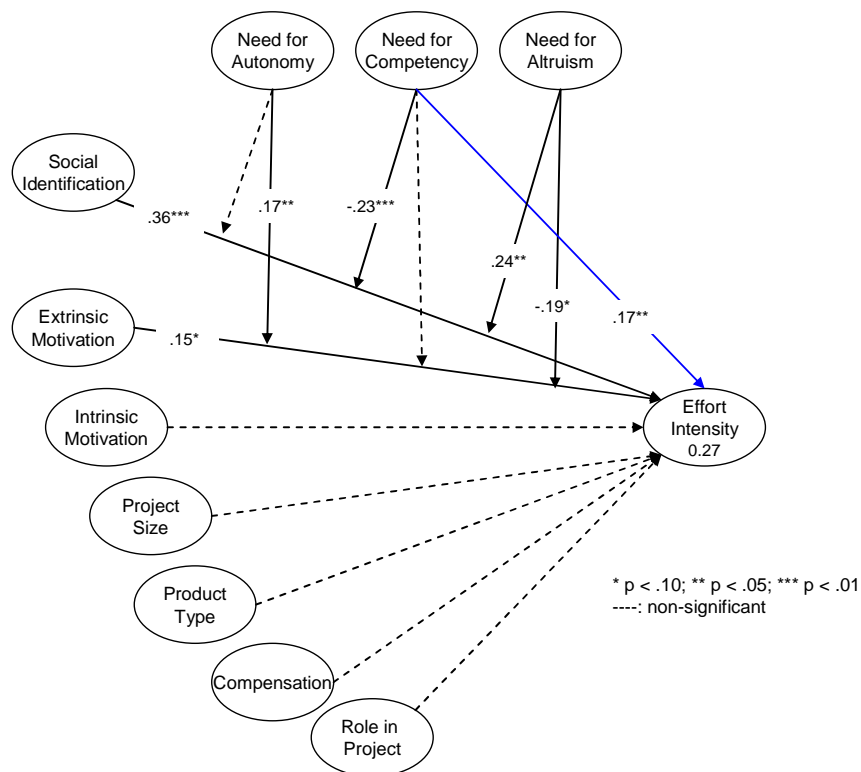 Need for
Autonomy
Need for
Competency
Need for
Altruism
Social
Identification
.36***
.17**
-.23***
.24**
-.19*
.17**
Extrinsic
Motivation
.15*
Intrinsic
Motivation
Effort
Intensity
0.27
Project
Size
Product
Type
* p < .10; ** p < .05; *** p < .01
----: non-significant
Compensation
Role in
Project